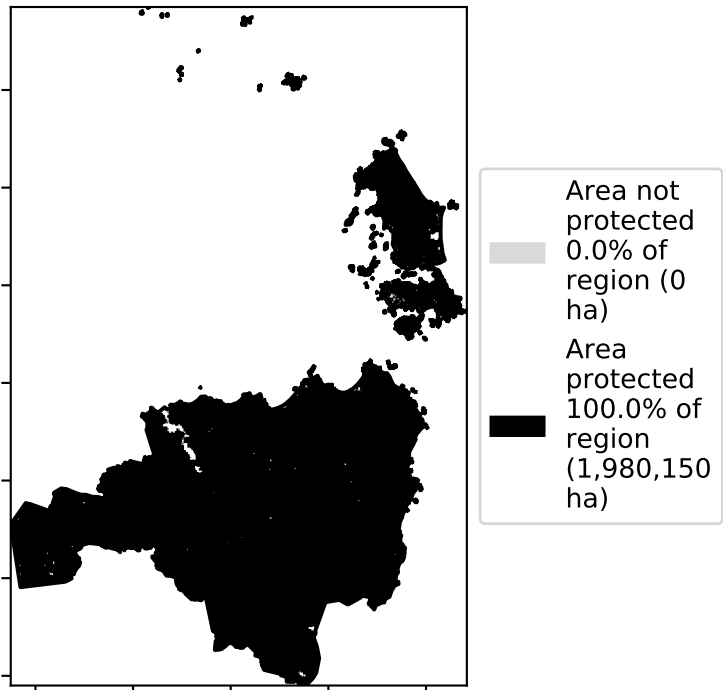 Area not
protected
0.0% of
region (0
ha)
Area
protected
100.0% of
region
(1,980,150
ha)